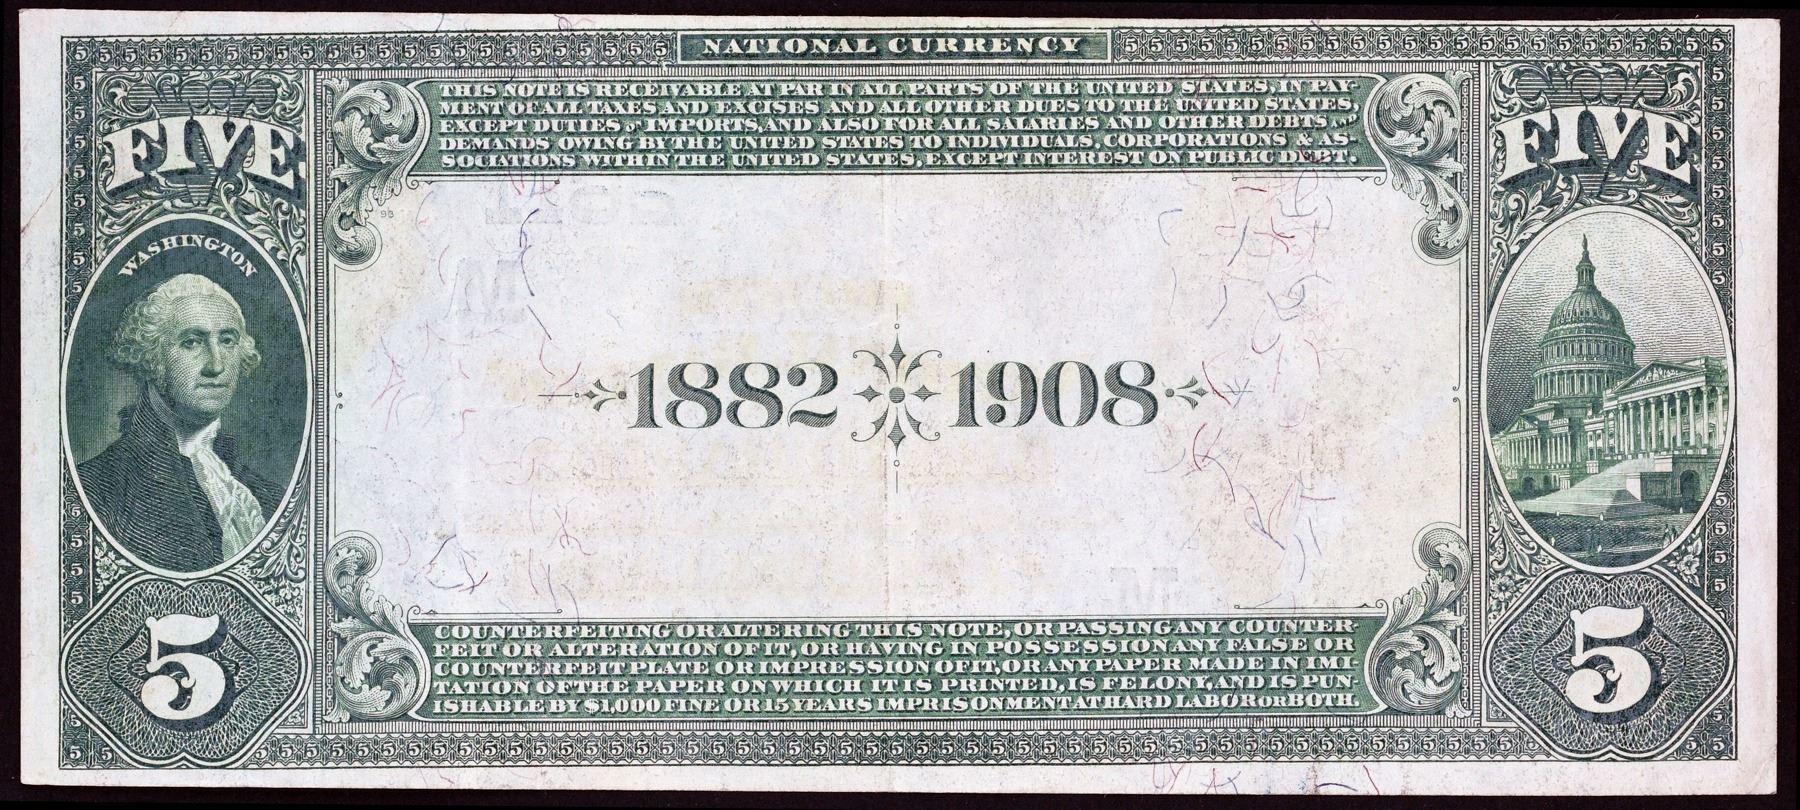 NATIONAL CURRENCY
THIS NOTE IS RECEIVABLE AT PAR IN ALL PARTS OF THE UNITED STATES, IN PAY-
MENT OF ALL TAXES AND EXCISES AND ALL OTHER DUES TO THE UNITED STATES,
EXCEPT DUTIES ON IMPORTS, AND ALSO FOR ALL SALARIES AND OTHER DEBTS AND
DEMANDS OWING BY THE UNITED STATES TO INDIVIDUALS, CORPORATIONS & AS-
SOCIATIONS WITHIN THE UNITED STATES, EXCEPT INTEREST ON PUBLIC DEBT.
FIVE
FIVE
WASHINGTON
93
1882 1908
5
5
COUNTERFEITING OR ALTERING THIS NOTE, OR PASSING ANY COUNTER-
FEIT OR ALTERATION OF IT, OR HAVING IN POSSESSION ANY FALSE OR
COUNTERFEIT PLATE OR IMPRESSION OF IT, OR ANY PAPER MADE IN IMI-
TATION OF THE PAPER ON WHICH IT IS PRINTED, IS FELONY, AND IS PUN-
ISHABLE BY $1,000 FINE OR 15 YEARS IMPRISONMENT AT HARD LABOR OR BOTH.